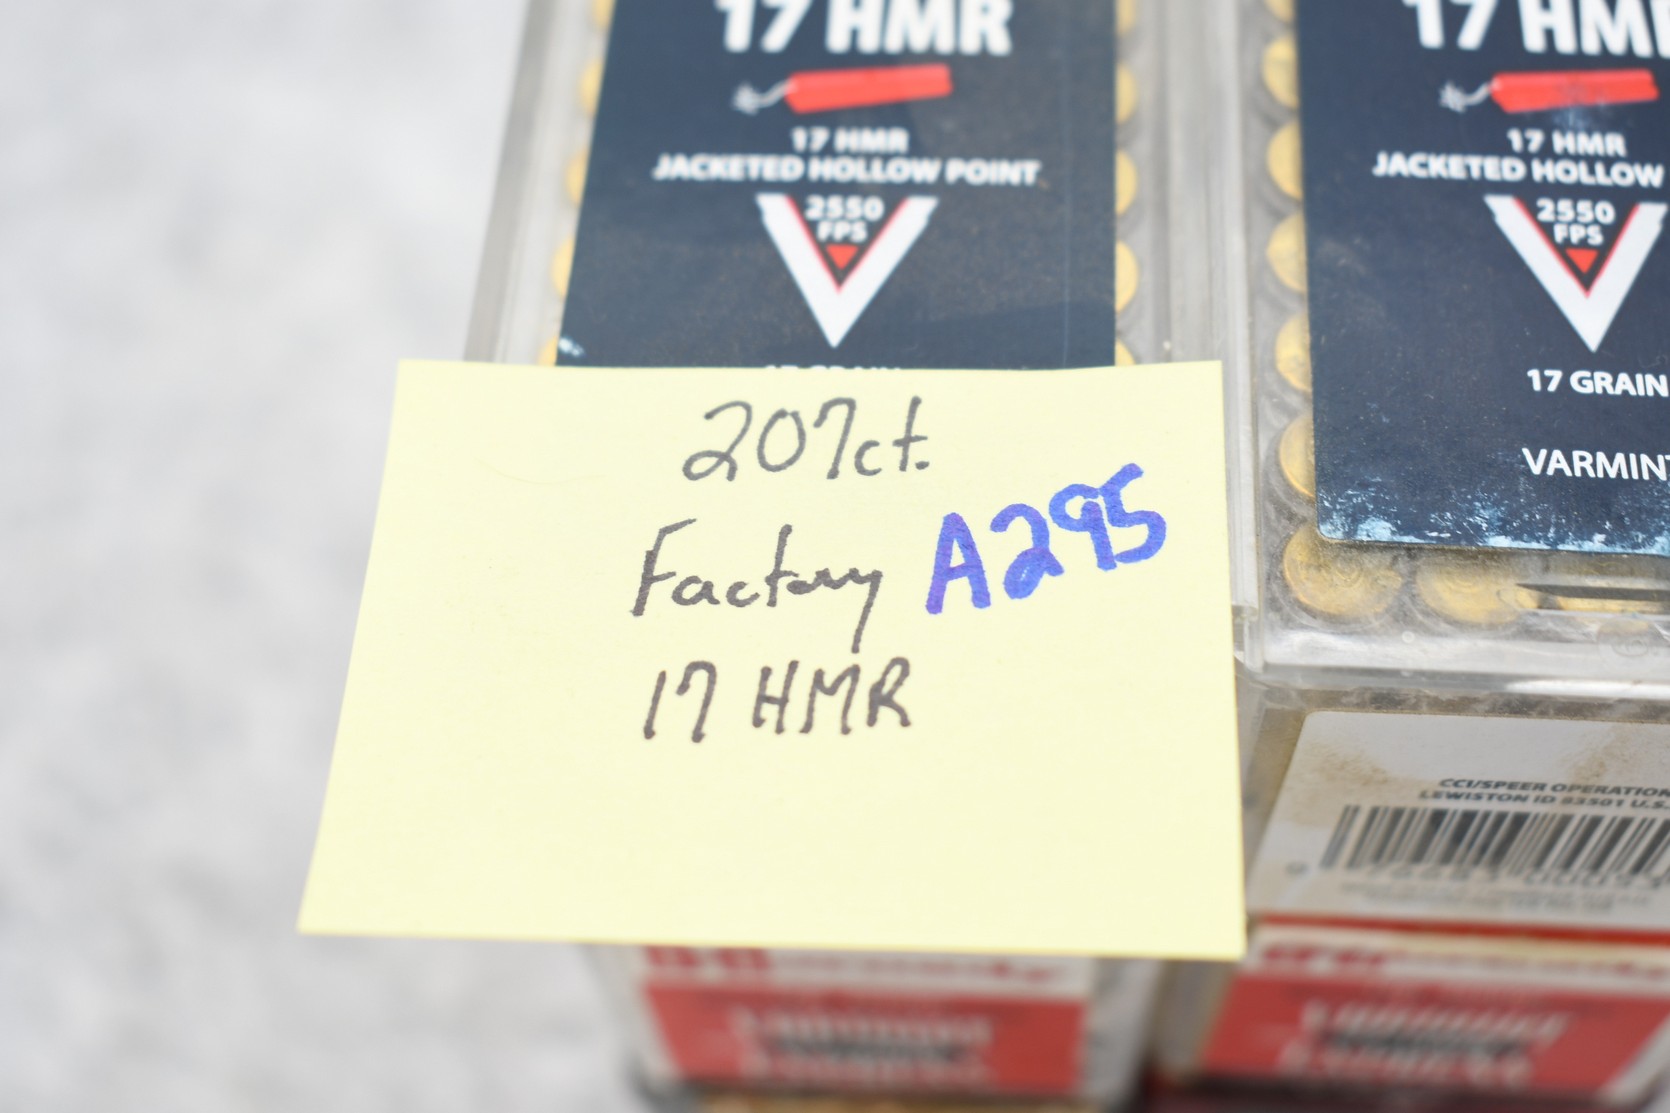 17 HMR
17 HMR
JACKETED HOLLOW POINT
2550
FPS
17 HM
17 HMR
JACKETED HOLLOW
2550
FPS
17 GRAIN
VARMINT
207ct.
Factory A295
17 HMR
CCI/SPEER OPERATION
LEWISTON ID 83501 U.S.